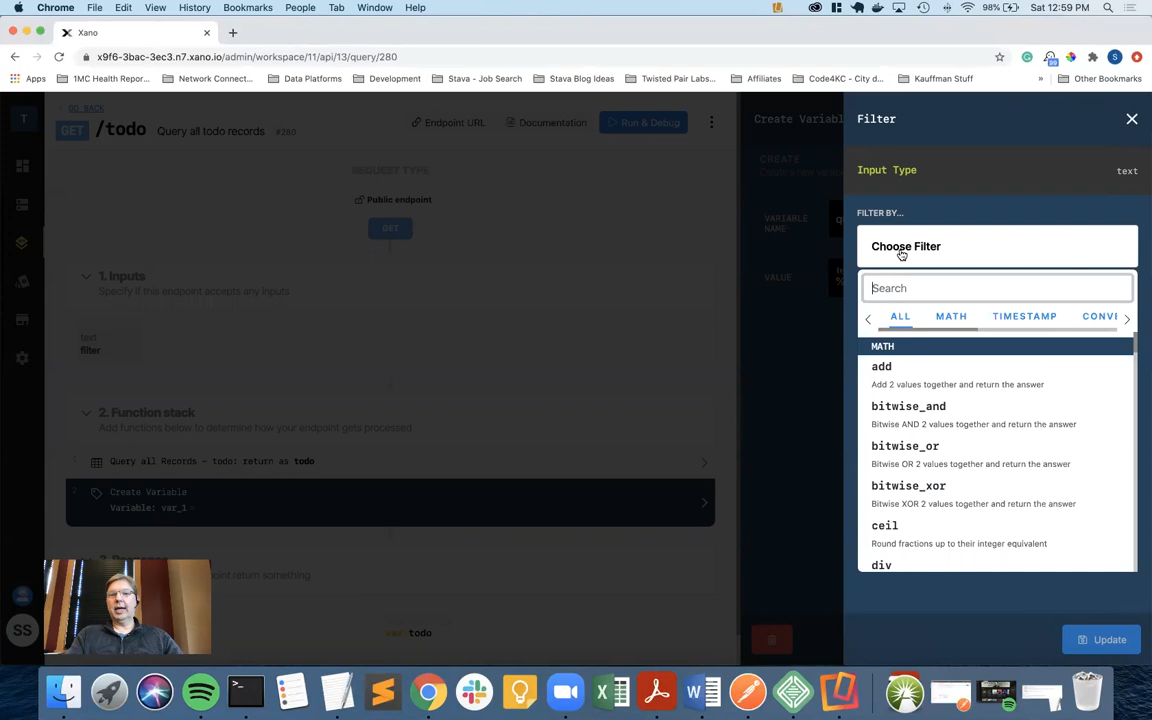 Chrome File Edit View History Bookmarks People Tab Window Help 98% Sat 12:59 PM
Xano
x9f6-3bac-3ec3.n7.xano.io/admin/workspace/11/api/13/query/280
Apps 1MC Health Repor... Network Connect... Data Platforms Development Stava - Job Search Stava Blog Ideas Twisted Pair Labs... Affiliates Code4KC - City d... Kauffman Stuff » Other Bookmarks
T
GO BACK
GET /todo Query all todo records #280
Endpoint URL Documentation Run & Debug
REQUEST TYPE
Public endpoint
GET
1. Inputs
Specify if this endpoint accepts any inputs
text
filter
2. Function stack
Add functions below to determine how your endpoint gets processed
1 Query all Records – todo: return as todo
2 Create Variable
Variable: var_1 =
point return something
var: todo
SS
Create Variabl
CREATE
Create a new varia
VARIABLE
NAME
VALUE
Filter
Input Type text
FILTER BY...
Choose Filter
Search
ALL MATH TIMESTAMP CONVE
MATH
add
Add 2 values together and return the answer
bitwise_and
Bitwise AND 2 values together and return the answer
bitwise_or
Bitwise OR 2 values together and return the answer
bitwise_xor
Bitwise XOR 2 values together and return the answer
ceil
Round fractions up to their integer equivalent
div
Update